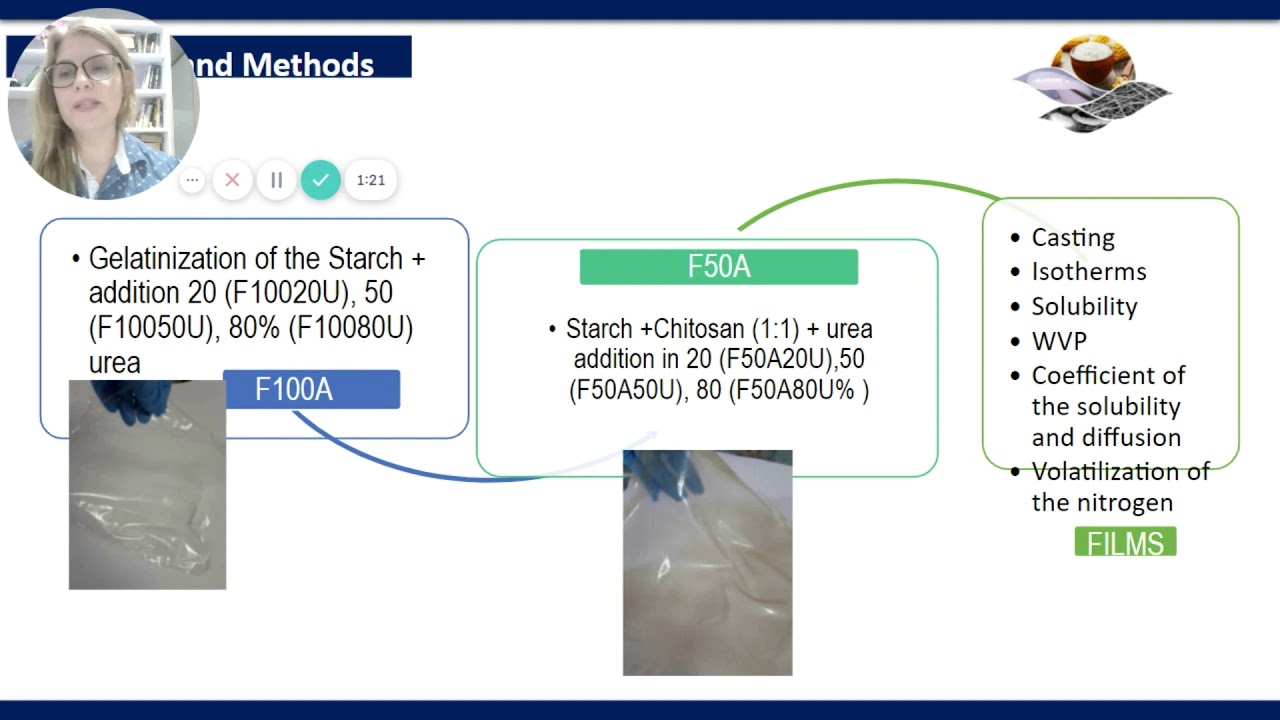 and Methods
1:21
• Gelatinization of the Starch +
addition 20 (F10020U), 50
(F10050U), 80% (F10080U)
urea
F100A
F50A
• Starch +Chitosan (1:1) + urea
addition in 20 (F50A20U),50
(F50A50U), 80 (F50A80U% )
• Casting
• Isotherms
• Solubility
• WVP
• Coefficient of
the solubility
and diffusion
• Volatilization of
the nitrogen
FILMS